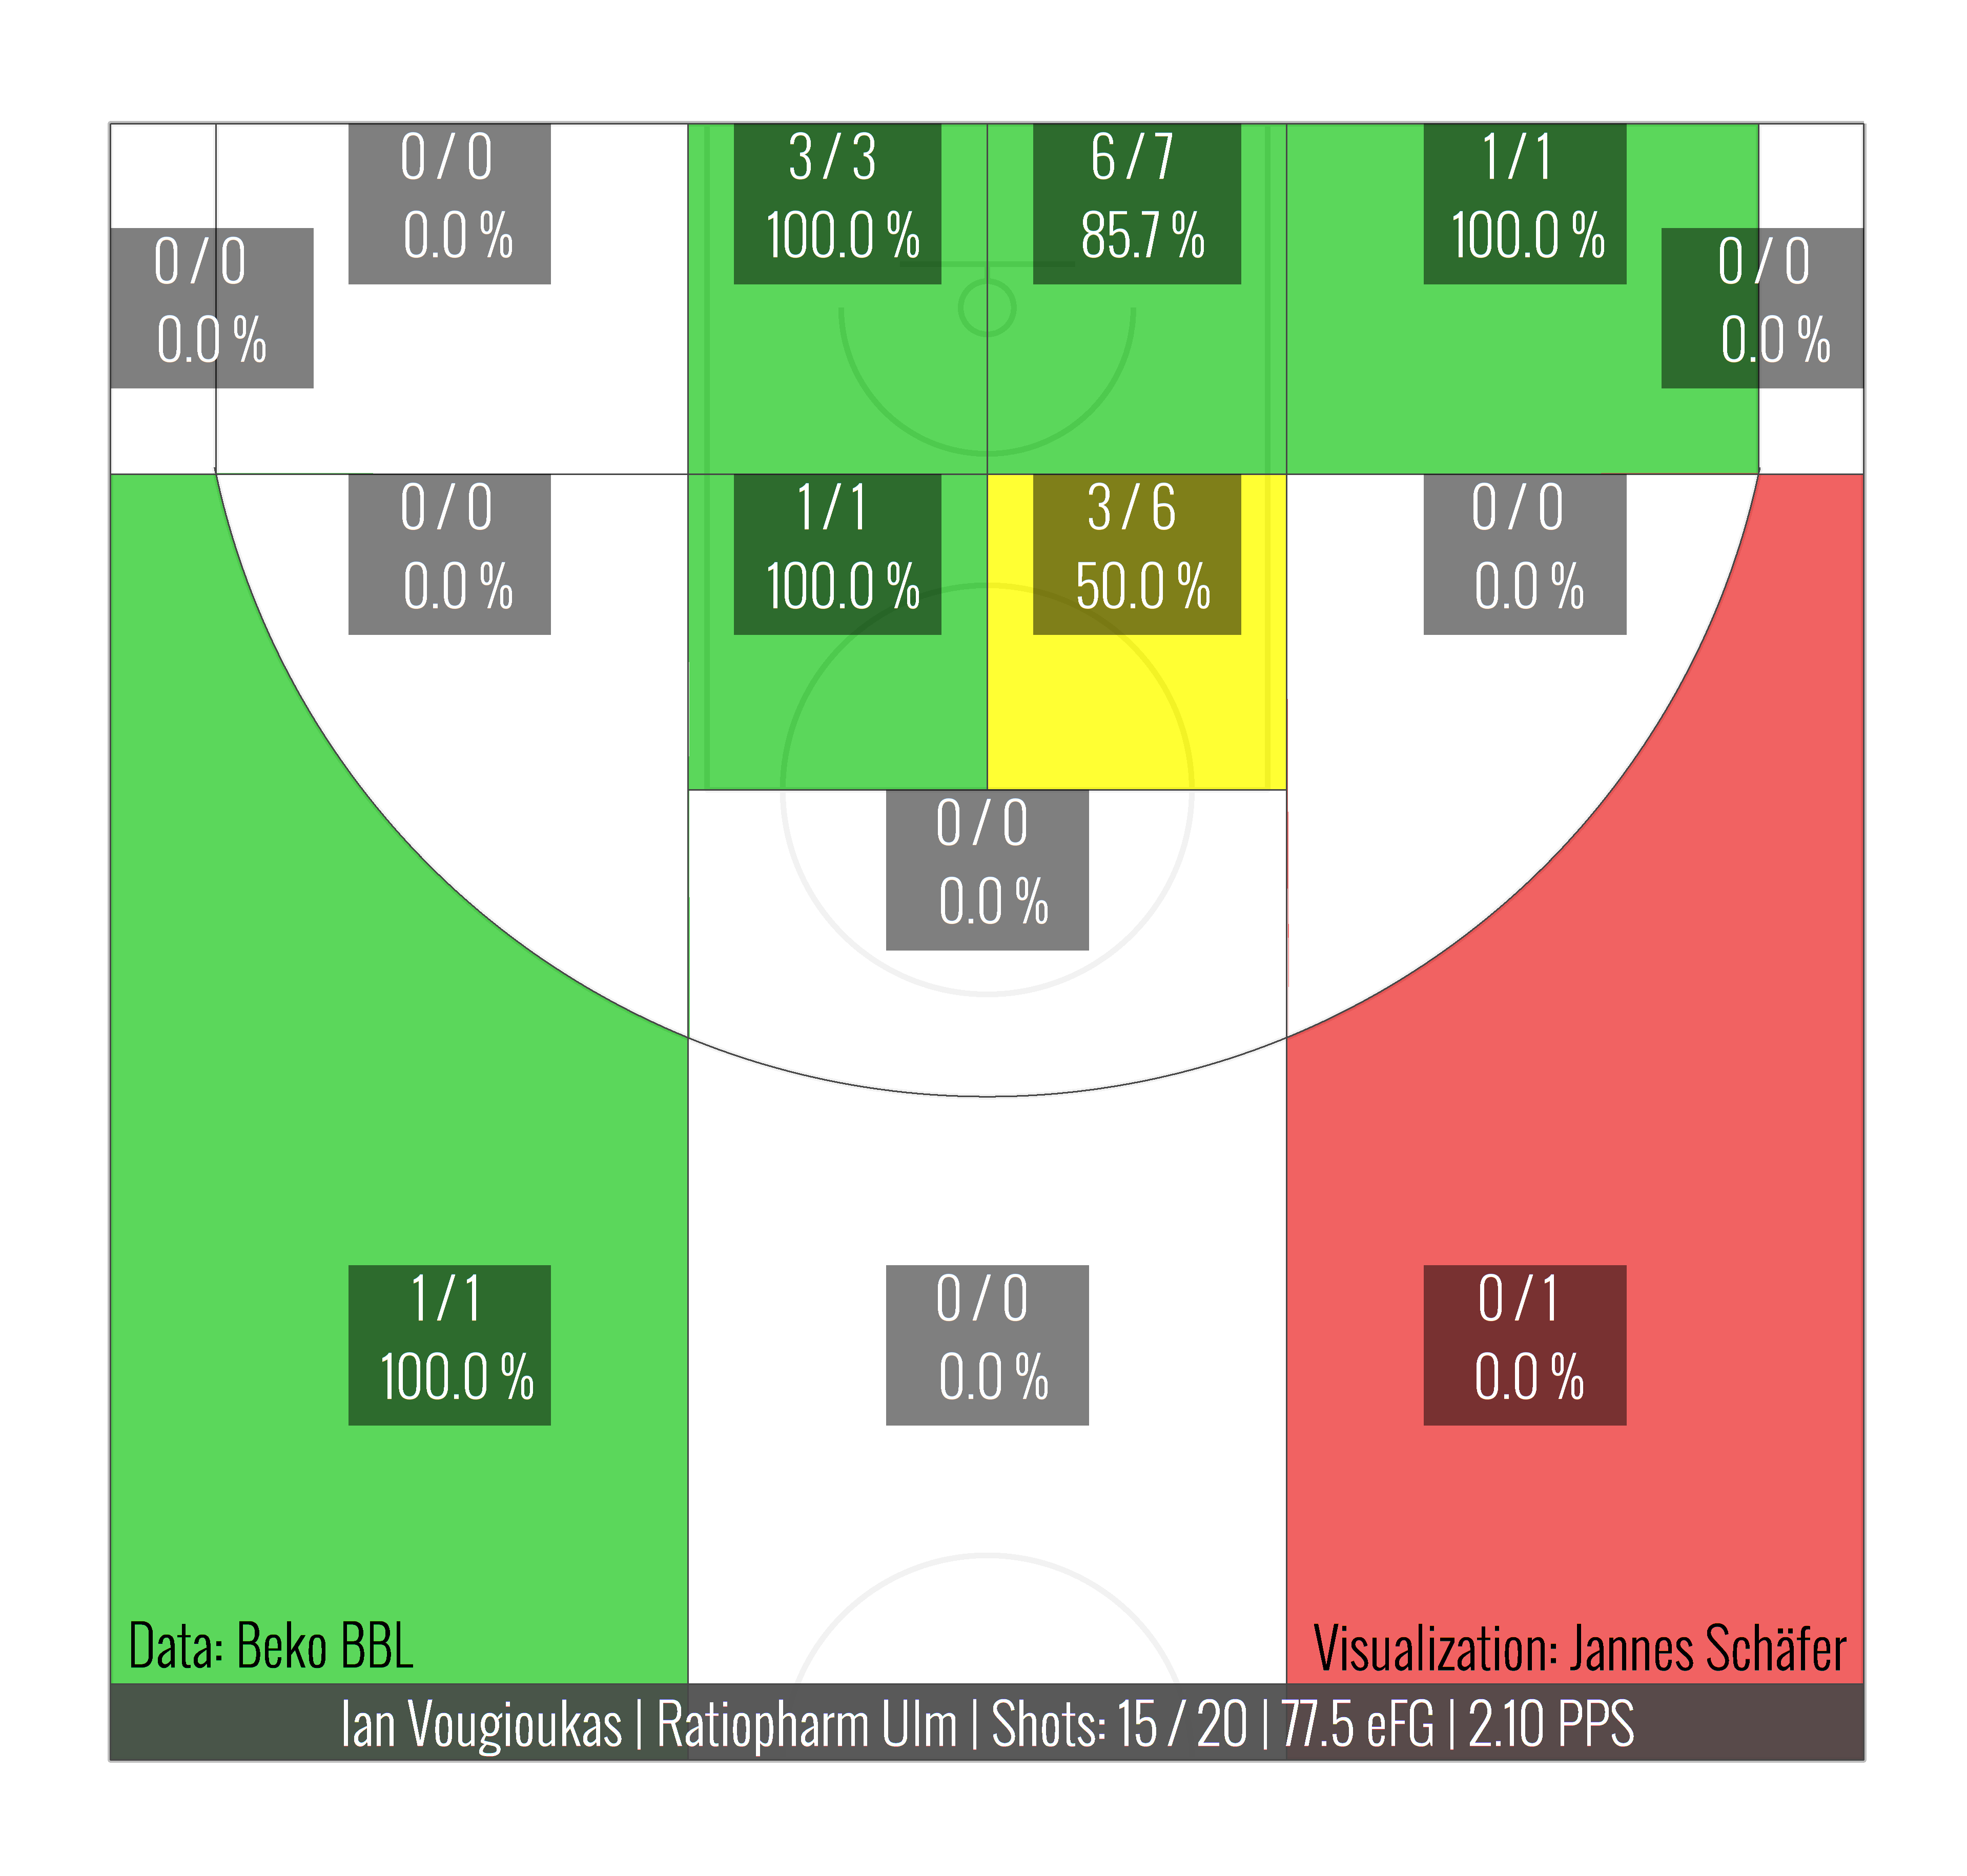 0 / 0
0.0 %
3 / 3
100.0 %
6 / 7
85.7 %
1 / 1
100.0 %
0 / 0
0.0 %
0 / 0
0.0 %
0 / 0
0.0 %
1 / 1
100.0 %
3 / 6
50.0 %
0 / 0
0.0 %
0 / 0
0.0 %
1 / 1
100.0 %
0 / 0
0.0 %
0 / 1
0.0 %
Data: Beko BBL
Visualization: Jannes Schäfer
Ian Vougioukas | Ratiopharm Ulm | Shots: 15 / 20 | 77.5 eFG | 2.10 PPS